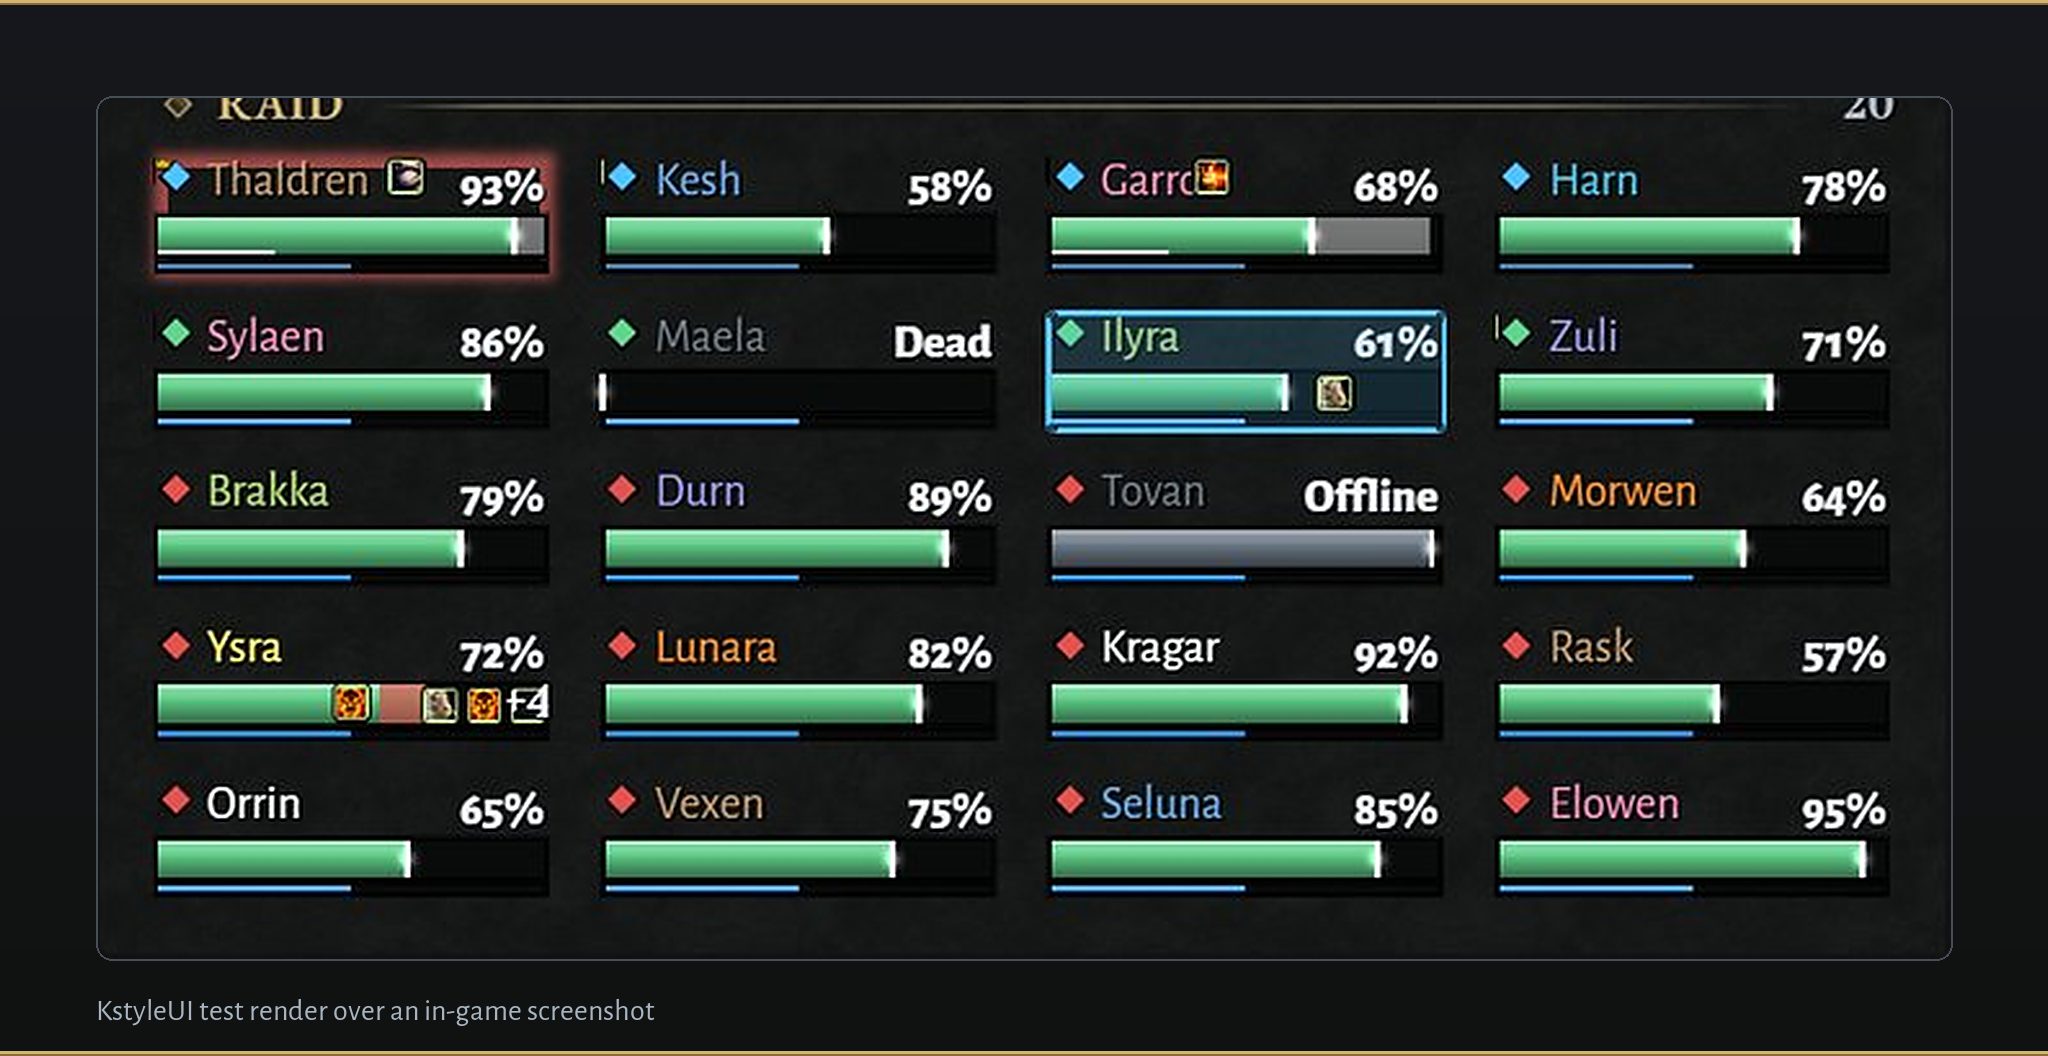 RAID 20
Thaldren 93% Kesh 58% Garro 68% Harn 78%
Sylaen 86% Maela Dead Ilyra 61% Zuli 71%
Brakka 79% Durn 89% Tovan Offline Morwen 64%
Ysra 72% Lunara 82% Kragar 92% Rask 57%
+4
Orrin 65% Vexen 75% Seluna 85% Elowen 95%
KstyleUI test render over an in-game screenshot